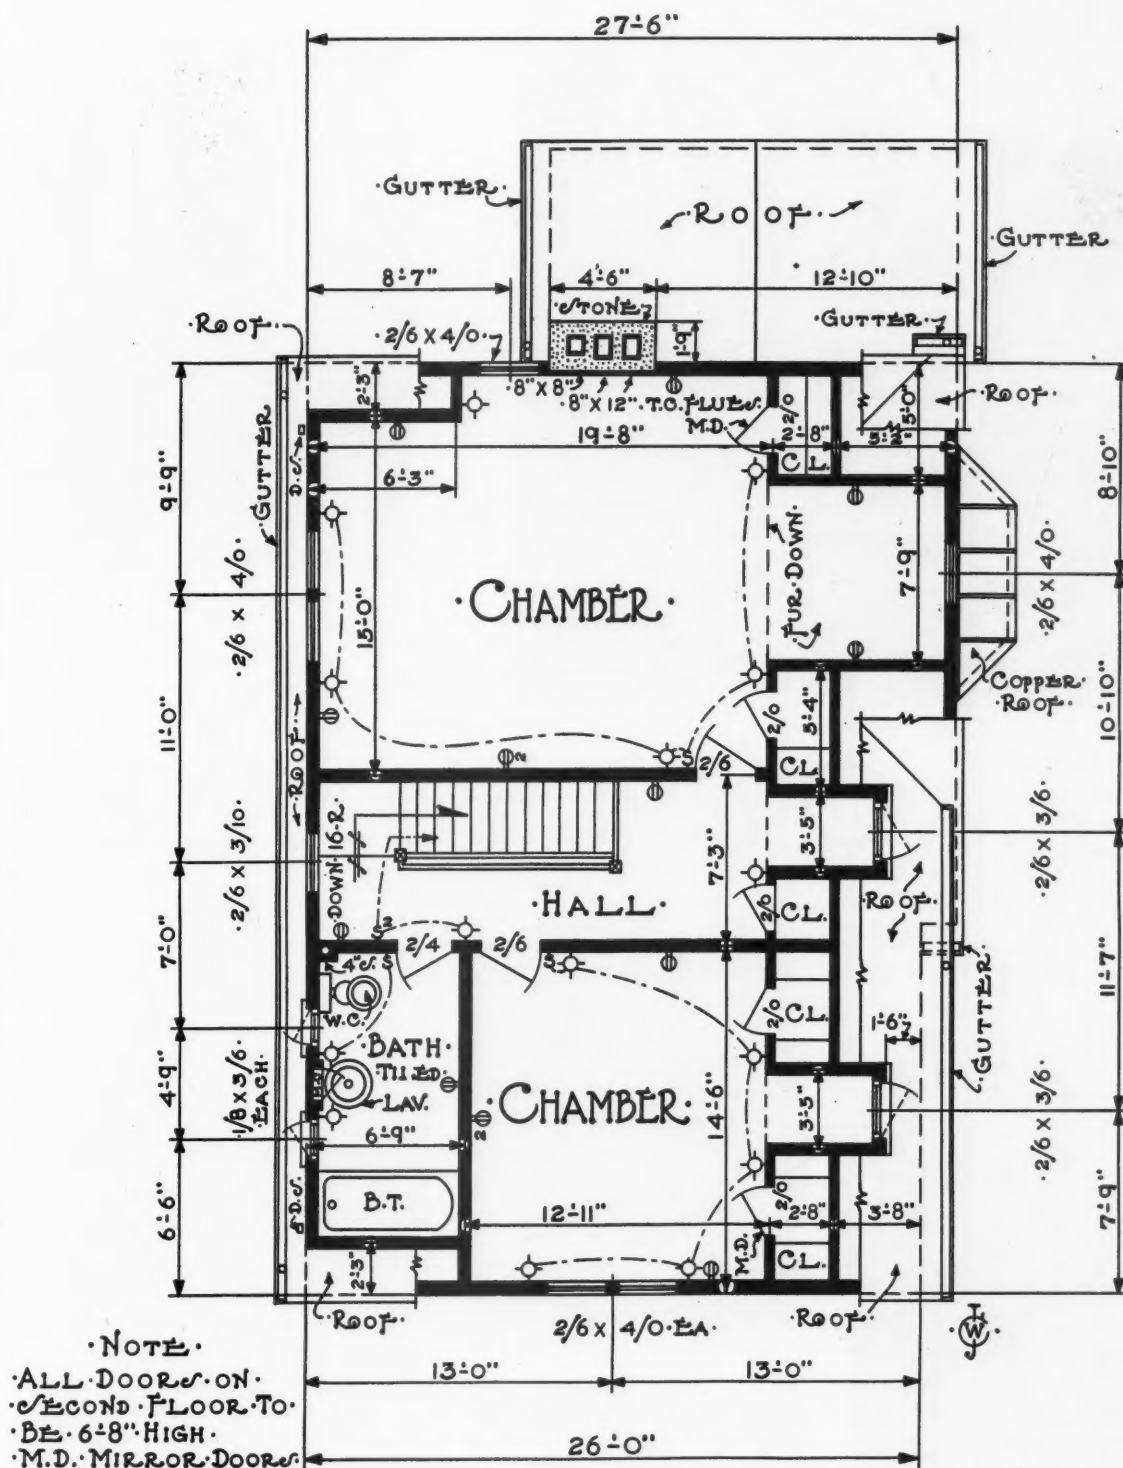 27'-6"
·GUTTER·
·ROOF·
·GUTTER
8'-7"
4'-6"
12'-10"
·STONE·
·GUTTER·
·ROOF·
·2/6 X 4/0·
1'-9"
2'-3"
·8" X 8"
·8" X 12" T.C. FLUES·
M.D.
2/0
2'-8"
CL.
5'-2"
5'-0"
·ROOF·
19'-8"
6'-3"
D.S.
GUTTER
9'-9"
8'-10"
·2/6 X 4/0·
·CHAMBER·
15'-0"
·FUR·DOWN·
7'-9"
·2/6 X 4/0·
COPPER·
·ROOF·
11'-0"
10'-10"
·ROOF·
2/0
5'-4"
CL.
S
2/6
2
·2/6 X 3/10·
·DOWN·16·R·
7'-3"
3'-5"
·2/6 X 3/6·
·ROOF·
·HALL·
2/0
CL.
7'-0"
S2
2/4
2/6
4" S.
S
S
W.C.
·BATH·
TILED·
LAV.
2/0
CL.
·GUTTER·
11'-7"
1'-6"
4'-9"
·1/8 X 3/6·
EACH·
·CHAMBER·
14'-6"
3'-5"
·2/6 X 3/6·
6'-9"
2
6'-6"
D.S.
B.T.
12'-11"
2/0
2'-8"
3'-8"
7'-9"
M.D.
CL.
2'-3"
·ROOF·
2/6 X 4/0·EA·
·ROOF·
W
·NOTE·
·ALL·DOORS·ON·
·SECOND·FLOOR·TO·
·BE·6'-8"·HIGH·
·M.D.·MIRROR·DOORS·
13'-0"
13'-0"
26'-0"